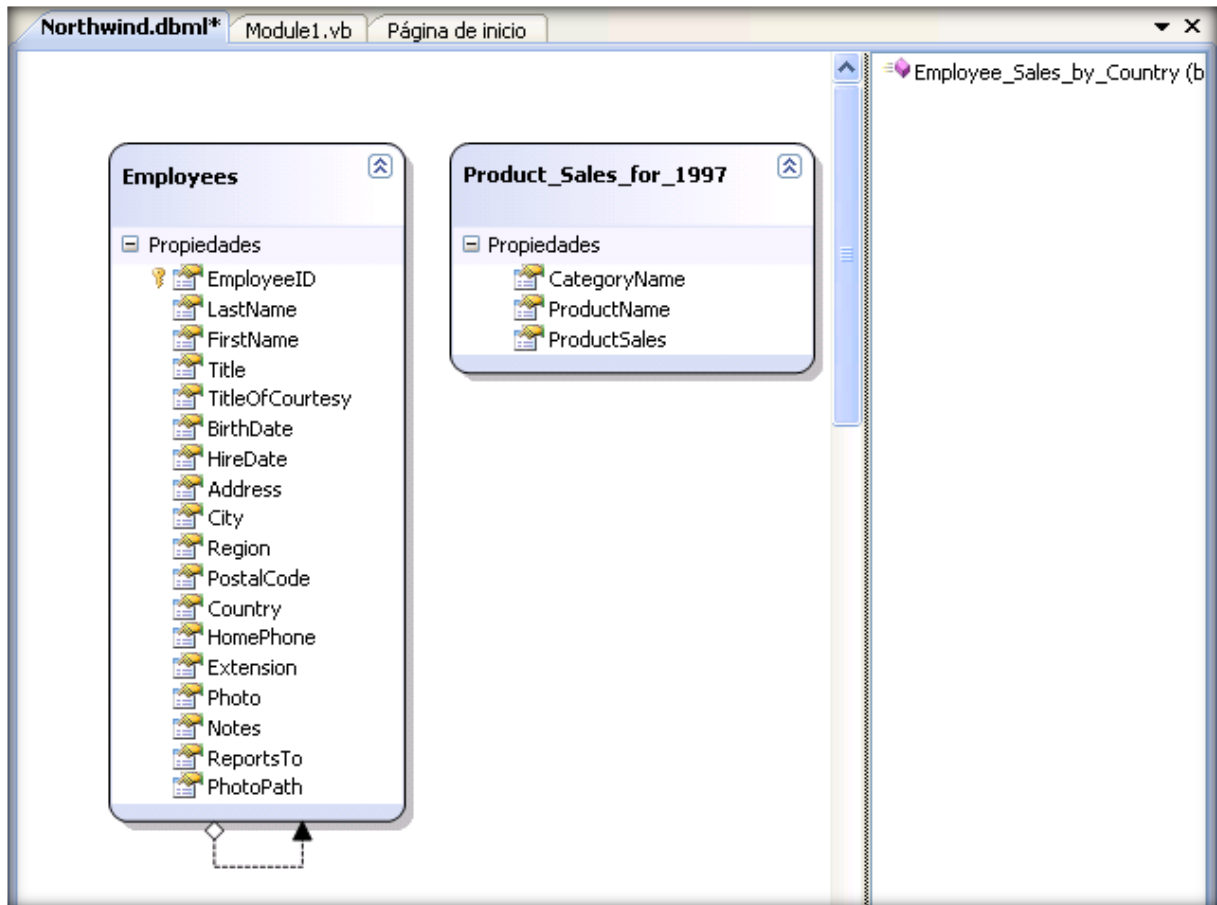 Northwind.dbml* Module1.vb Página de inicio
Employees
Propiedades
EmployeeID
LastName
FirstName
Title
TitleOfCourtesy
BirthDate
HireDate
Address
City
Region
PostalCode
Country
HomePhone
Extension
Photo
Notes
ReportsTo
PhotoPath
Product_Sales_for_1997
Propiedades
CategoryName
ProductName
ProductSales
Employee_Sales_by_Country (b